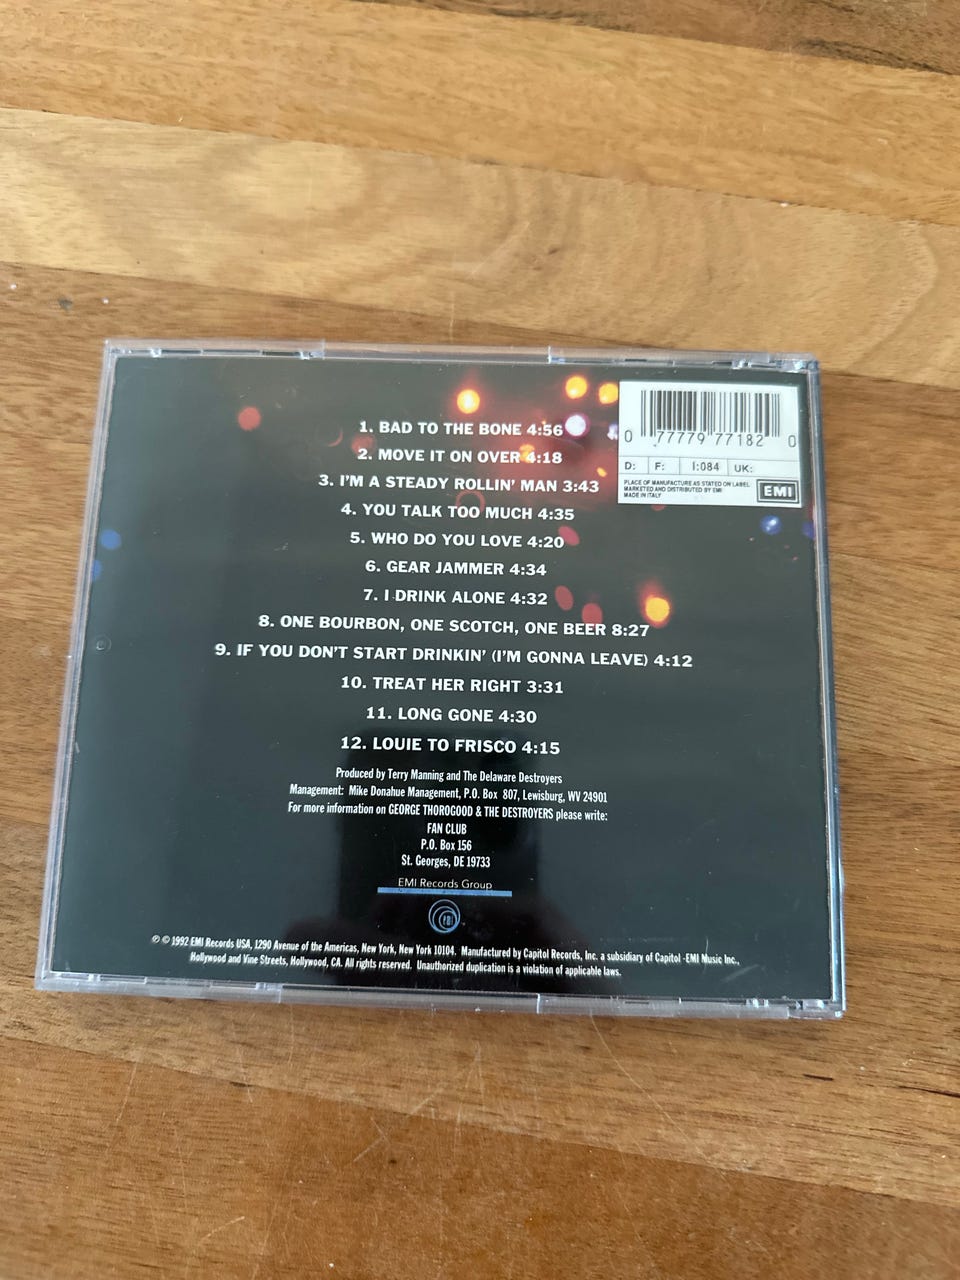 1. BAD TO THE BONE 4:56
2. MOVE IT ON OVER 4:18
3. I'M A STEADY ROLLIN' MAN 3:43
4. YOU TALK TOO MUCH 4:35
5. WHO DO YOU LOVE 4:20
6. GEAR JAMMER 4:34
7. I DRINK ALONE 4:32
8. ONE BOURBON, ONE SCOTCH, ONE BEER 8:27
9. IF YOU DON'T START DRINKIN' (I'M GONNA LEAVE) 4:12
10. TREAT HER RIGHT 3:31
11. LONG GONE 4:30
12. LOUIE TO FRISCO 4:15
0 77779 77182 0
D: F: I:084 UK:
PLACE OF MANUFACTURE AS STATED ON LABEL
MARKETED AND DISTRIBUTED BY EMI
MADE IN ITALY
EMI
Produced by Terry Manning and The Delaware Destroyers
Management: Mike Donahue Management, P.O. Box 807, Lewisburg, WV 24901
For more information on GEORGE THOROGOOD & THE DESTROYERS please write:
FAN CLUB
P.O. Box 156
St. Georges, DE 19733
EMI Records Group
℗ © 1992 EMI Records USA, 1290 Avenue of the Americas, New York, New York 10104. Manufactured by Capitol Records, Inc. a subsidiary of Capitol -EMI Music Inc.,
Hollywood and Vine Streets, Hollywood, CA. All rights reserved. Unauthorized duplication is a violation of applicable laws.